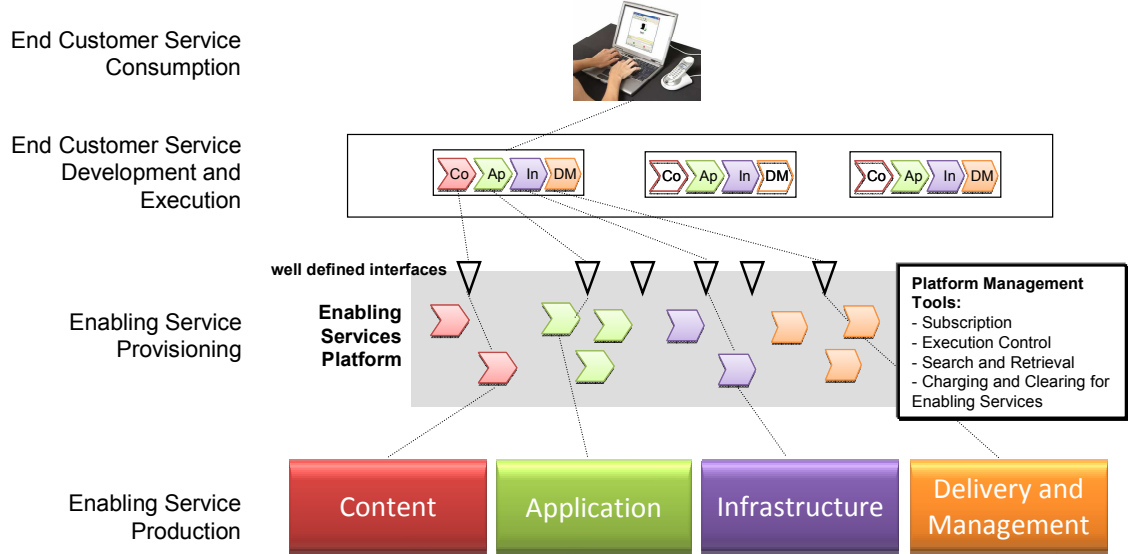 End Customer Service
Consumption
End Customer Service
Development and
Execution
Co Ap In DM
Co Ap In DM
Co Ap In DM
well defined interfaces
Enabling
Services
Platform
Enabling Service
Provisioning
Platform Management
Tools:
- Subscription
- Execution Control
- Search and Retrieval
- Charging and Clearing for
Enabling Services
Enabling Service
Production
Content
Application
Infrastructure
Delivery and
Management